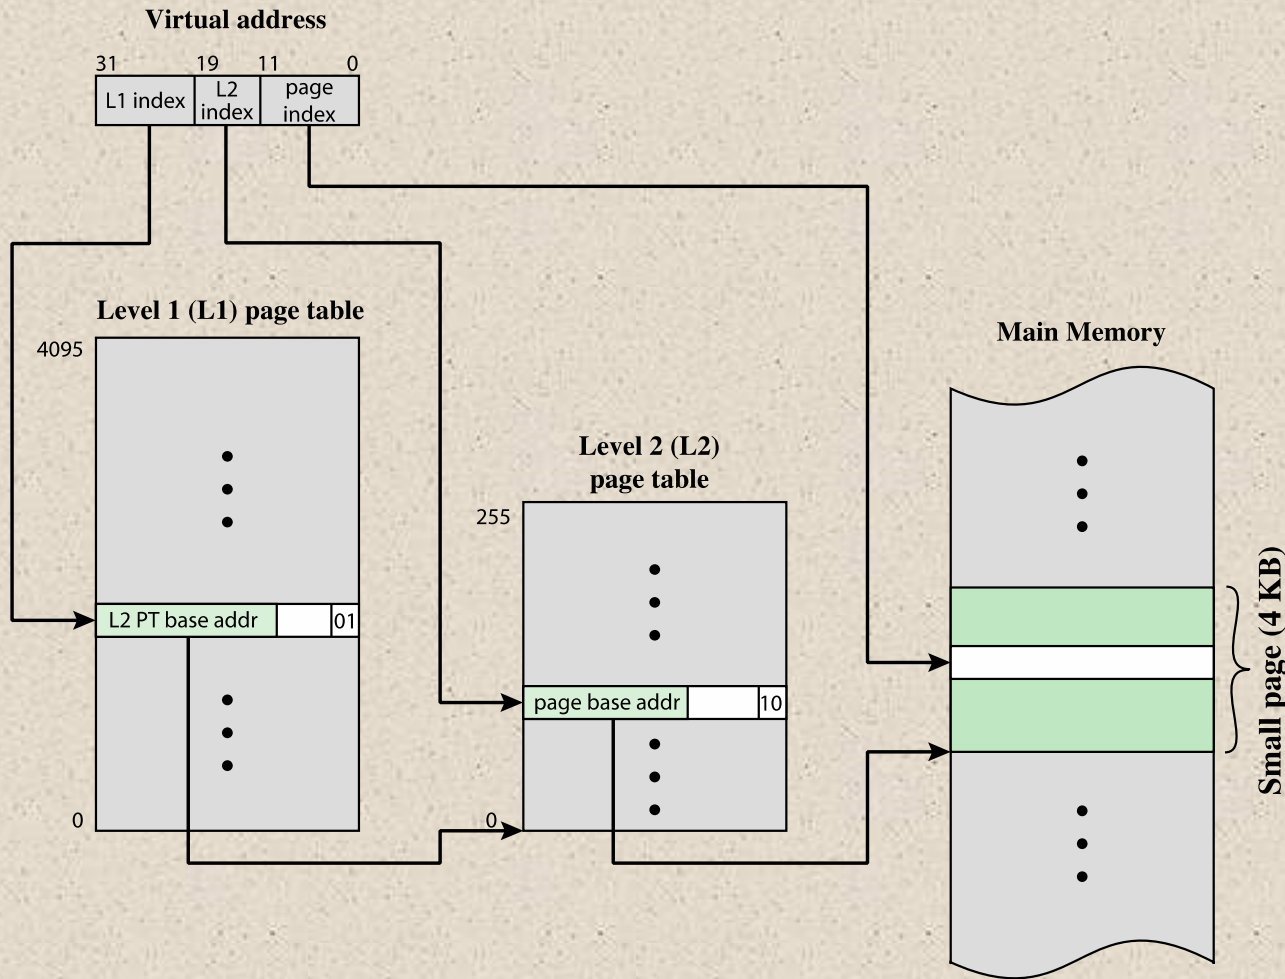 Virtual address
31 19 11 0
L1 index
L2
index
page
index
Level 1 (L1) page table
4095
L2 PT base addr 01
0
Level 2 (L2)
page table
255
page base addr 10
0
Main Memory
Small page (4 KB)